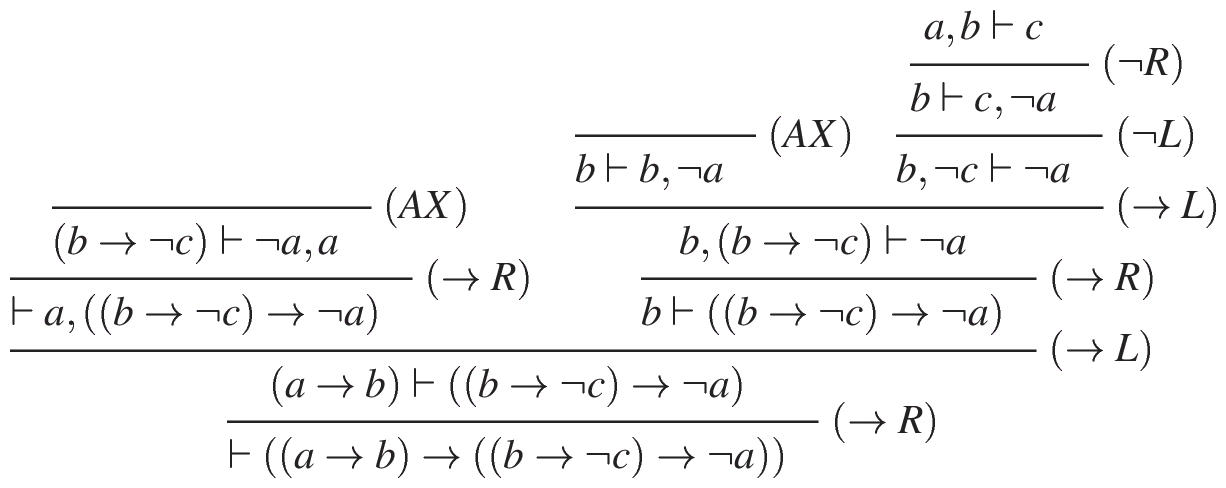 a, b ⊢ c
(¬R)
b ⊢ c, ¬a
(AX)
(¬L)
b ⊢ b, ¬a
b, ¬c ⊢ ¬a
(AX)
(→ L)
(b → ¬c) ⊢ ¬a, a
b, (b → ¬c) ⊢ ¬a
(→ R)
(→ R)
⊢ a, ((b → ¬c) → ¬a)
b ⊢ ((b → ¬c) → ¬a)
(→ L)
(a → b) ⊢ ((b → ¬c) → ¬a)
(→ R)
⊢ ((a → b) → ((b → ¬c) → ¬a))